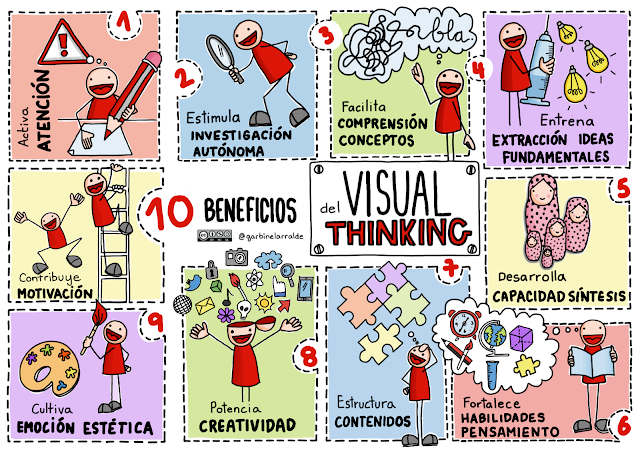 1
Activa
ATENCIÓN
2
Estimula
INVESTIGACIÓN
AUTÓNOMA
3
bla
Facilita
COMPRENSIÓN
CONCEPTOS
4
Entrena
EXTRACCIÓN IDEAS
FUNDAMENTALES
10 BENEFICIOS
@garbinelarralde
del
VISUAL
THINKING
5
Desarrolla
CAPACIDAD SÍNTESIS
Contribuye
MOTIVACIÓN
9
Cultiva
EMOCIÓN ESTÉTICA
8
Potencia
CREATIVIDAD
7
Estructura
CONTENIDOS
6
Fortalece
HABILIDADES
PENSAMIENTO